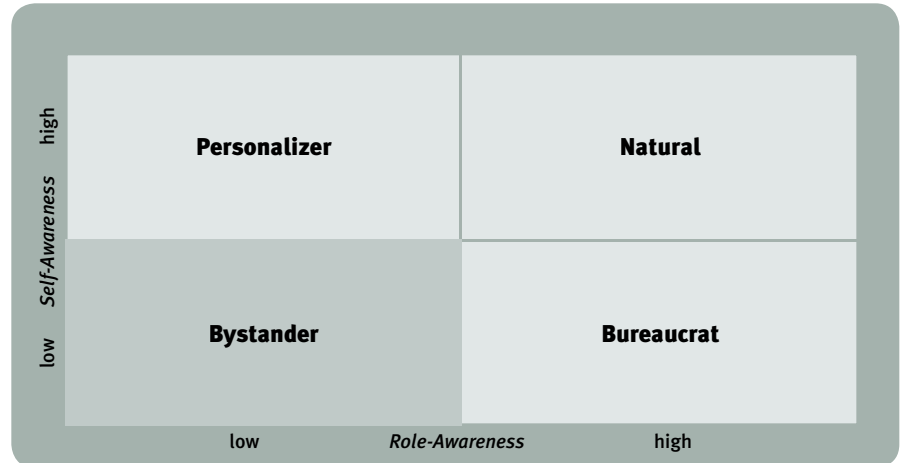 high
Personalizer
Natural
Self-Awareness
low
Bystander
Bureaucrat
low
Role-Awareness
high